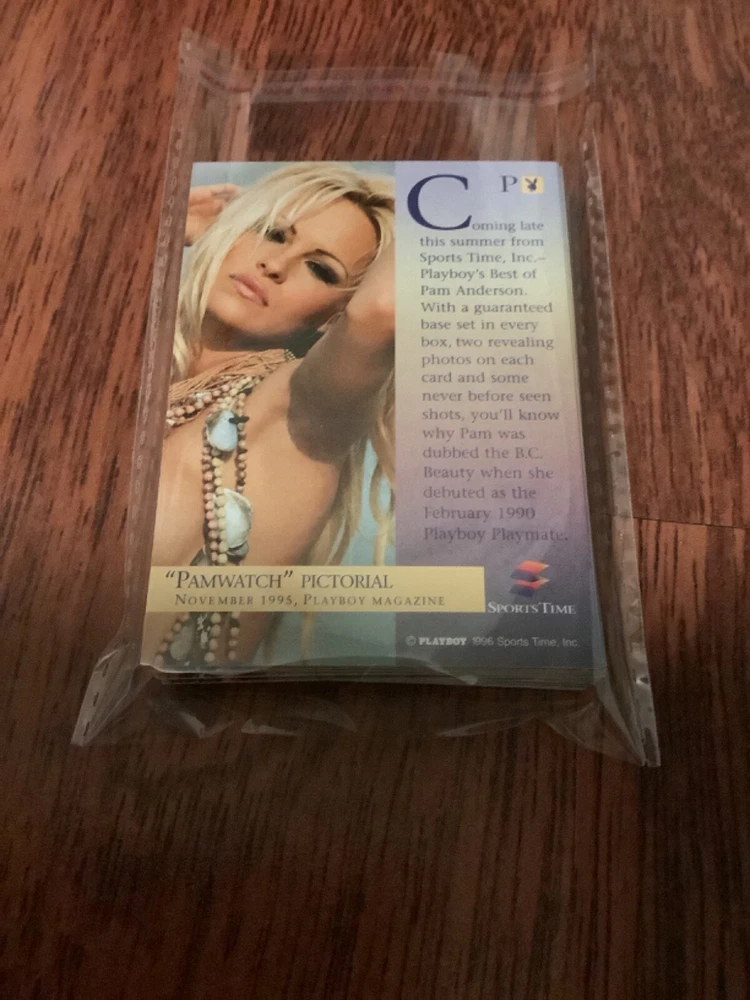 P
Coming late
this summer from
Sports Time, Inc.–
Playboy's Best of
Pam Anderson.
With a guaranteed
base set in every
box, two revealing
photos on each
card and some
never before seen
shots, you'll know
why Pam was
dubbed the B.C.
Beauty when she
debuted as the
February 1990
Playboy Playmate.
"PAMWATCH" PICTORIAL
NOVEMBER 1995, PLAYBOY MAGAZINE
SPORTS TIME
© PLAYBOY 1996 Sports Time, Inc.